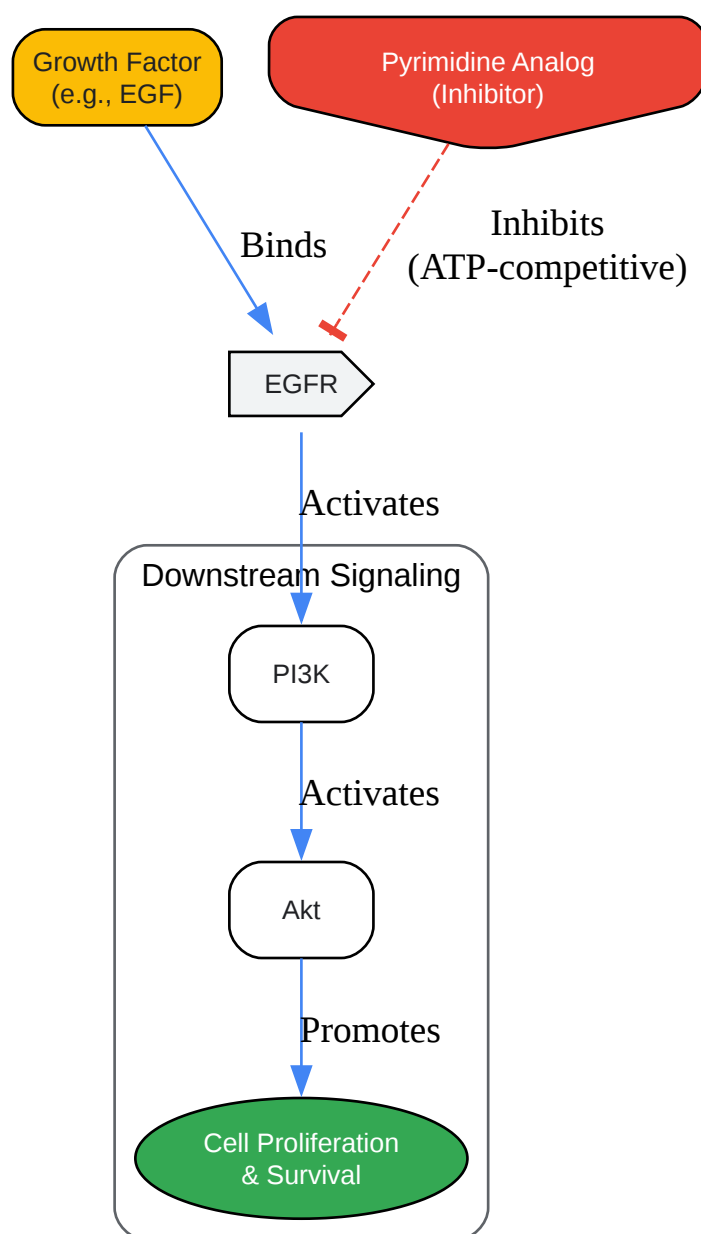 Growth Factor
(e.g., EGF)
Pyrimidine Analog
(Inhibitor)
Binds
Inhibits
(ATP-competitive)
EGFR
Activates
Downstream Signaling
PI3K
Activates
Akt
Promotes
Cell Proliferation
& Survival